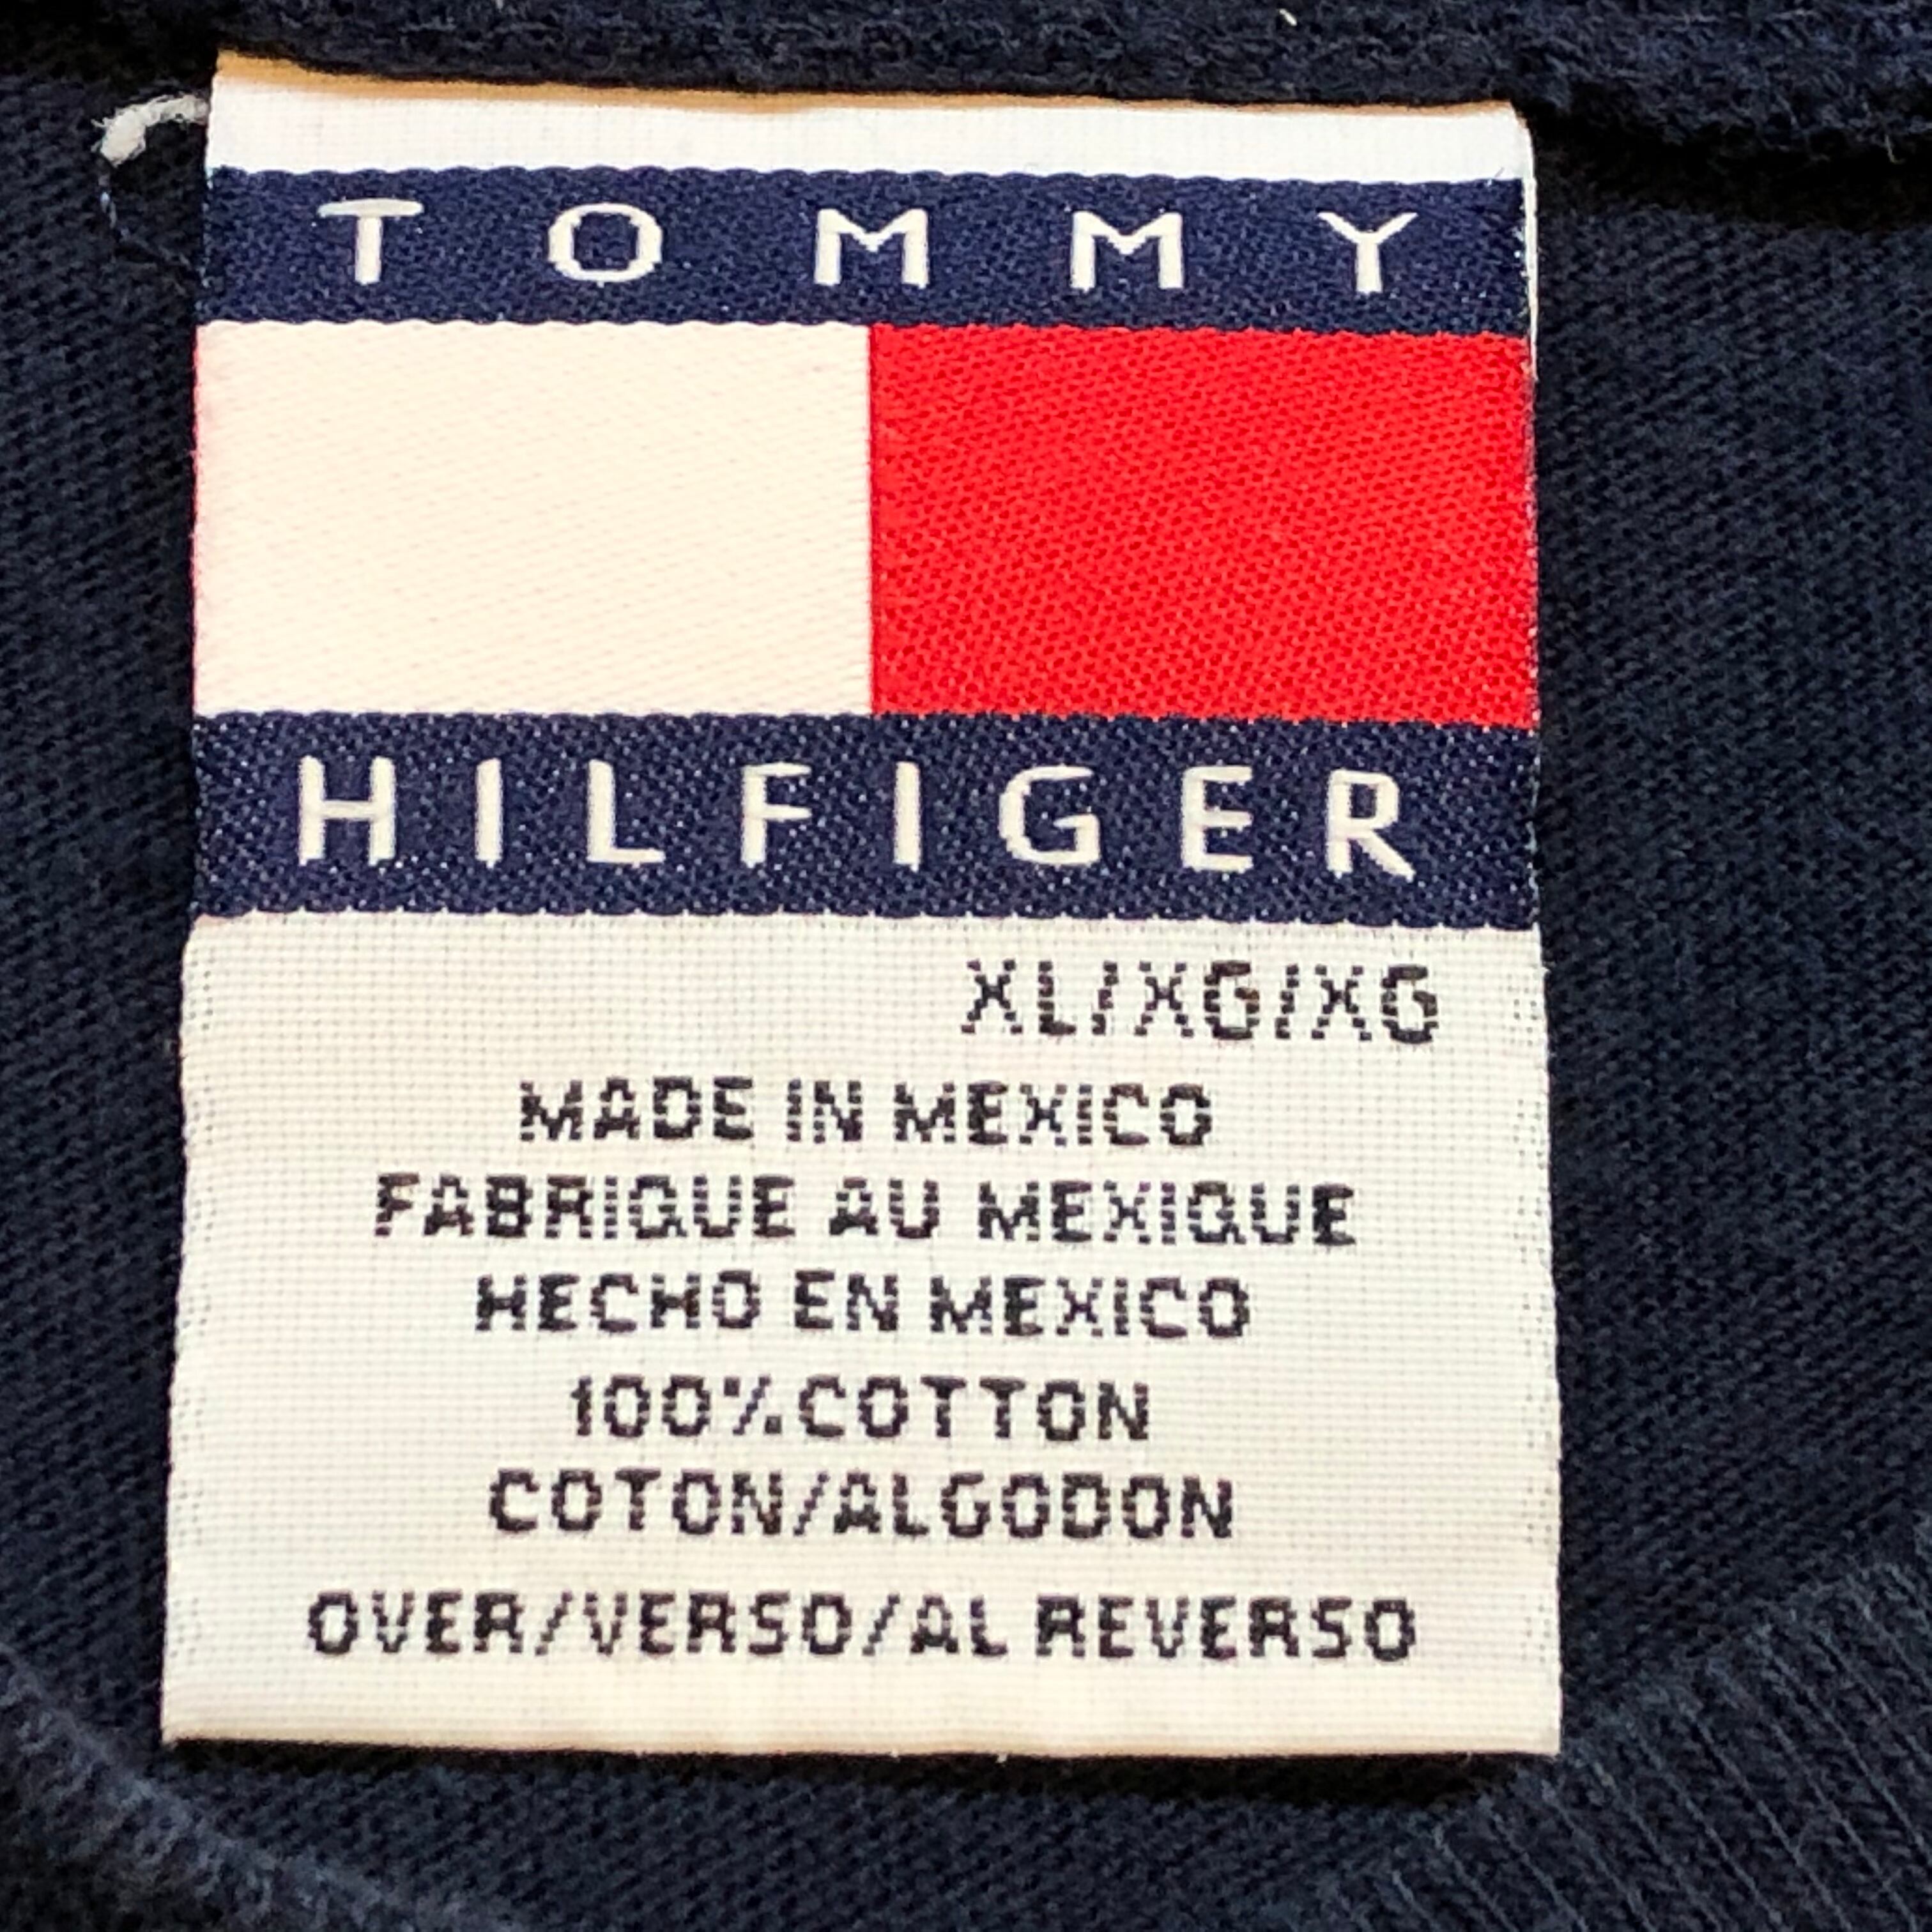 TOMMY
HILFIGER
XL/XG/XG
MADE IN MEXICO
FABRIQUE AU MEXIQUE
HECHO EN MEXICO
100% COTTON
COTON/ALGODON
OVER/VERSO/AL REVERSO